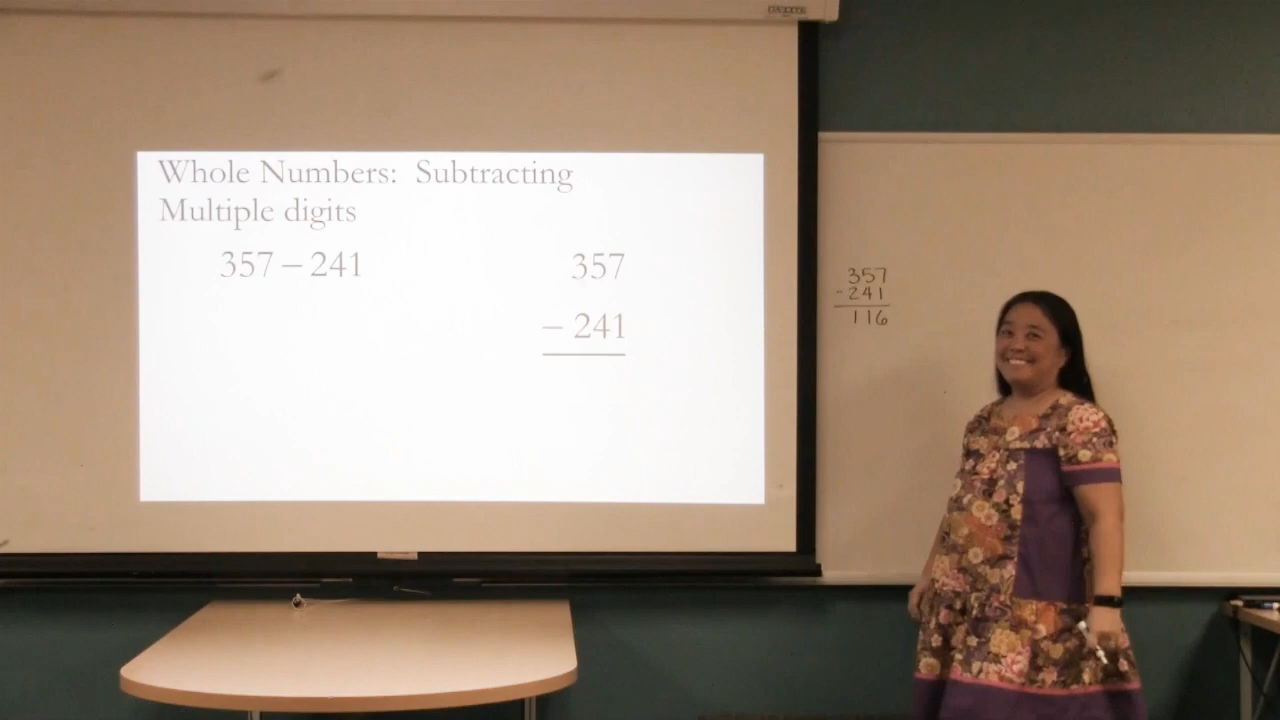 Whole Numbers: Subtracting
Multiple digits
357 – 241
357
– 241
357
- 241
116